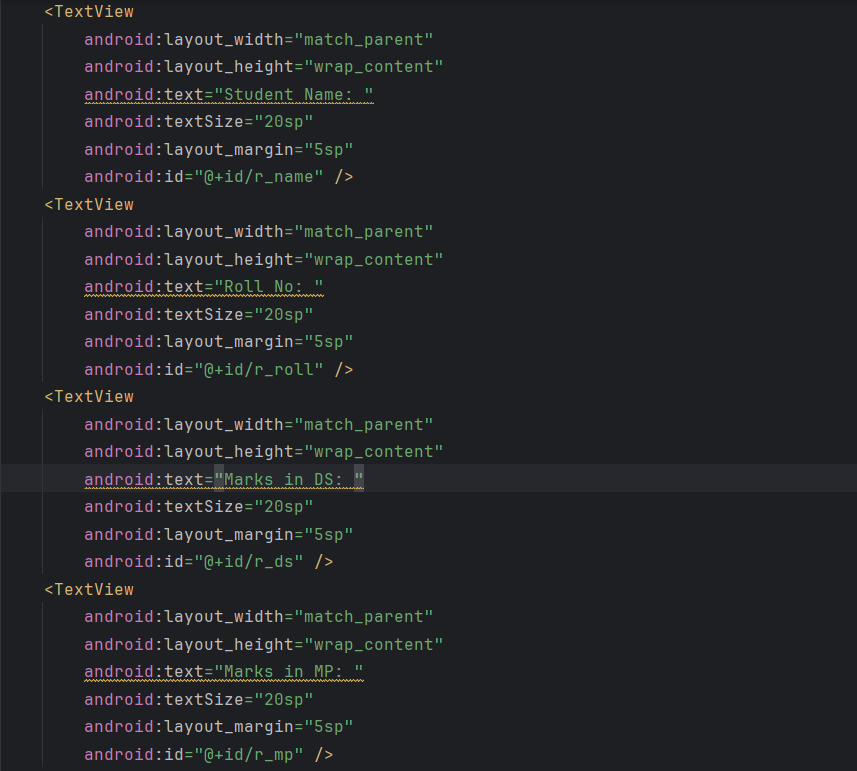 <TextView
android:layout_width="match_parent"
android:layout_height="wrap_content"
android:text="Student Name: "
android:textSize="20sp"
android:layout_margin="5sp"
android:id="@+id/r_name" />
<TextView
android:layout_width="match_parent"
android:layout_height="wrap_content"
android:text="Roll No: "
android:textSize="20sp"
android:layout_margin="5sp"
android:id="@+id/r_roll" />
<TextView
android:layout_width="match_parent"
android:layout_height="wrap_content"
android:text="Marks in DS: "
android:textSize="20sp"
android:layout_margin="5sp"
android:id="@+id/r_ds" />
<TextView
android:layout_width="match_parent"
android:layout_height="wrap_content"
android:text="Marks in MP: "
android:textSize="20sp"
android:layout_margin="5sp"
android:id="@+id/r_mp" />